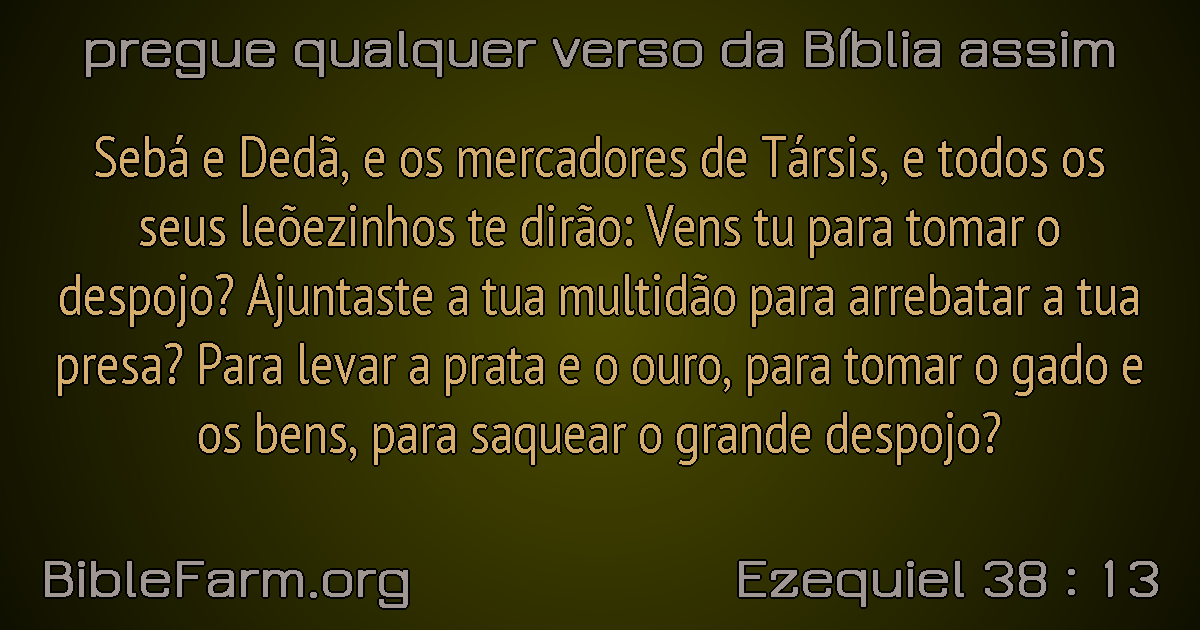 pregue qualquer verso da Bíblia assim
Sebá e Dedã, e os mercadores de Társis, e todos os
seus leõezinhos te dirão: Vens tu para tomar o
despojo? Ajuntaste a tua multidão para arrebatar a tua
presa? Para levar a prata e o ouro, para tomar o gado e
os bens, para saquear o grande despojo?
BibleFarm.org
Ezequiel 38 : 13